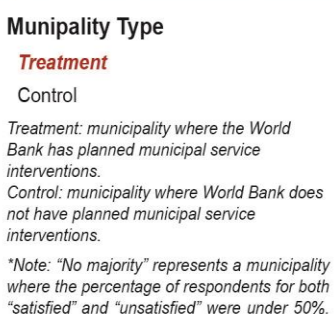 Munipality Type
Treatment
Control
Treatment: municipality where the World
Bank has planned municipal service
interventions.
Control: municipality where World Bank does
not have planned municipal service
interventions.
*Note: “No majority” represents a municipality
where the percentage of respondents for both
“satisfied” and “unsatisfied” were under 50%.